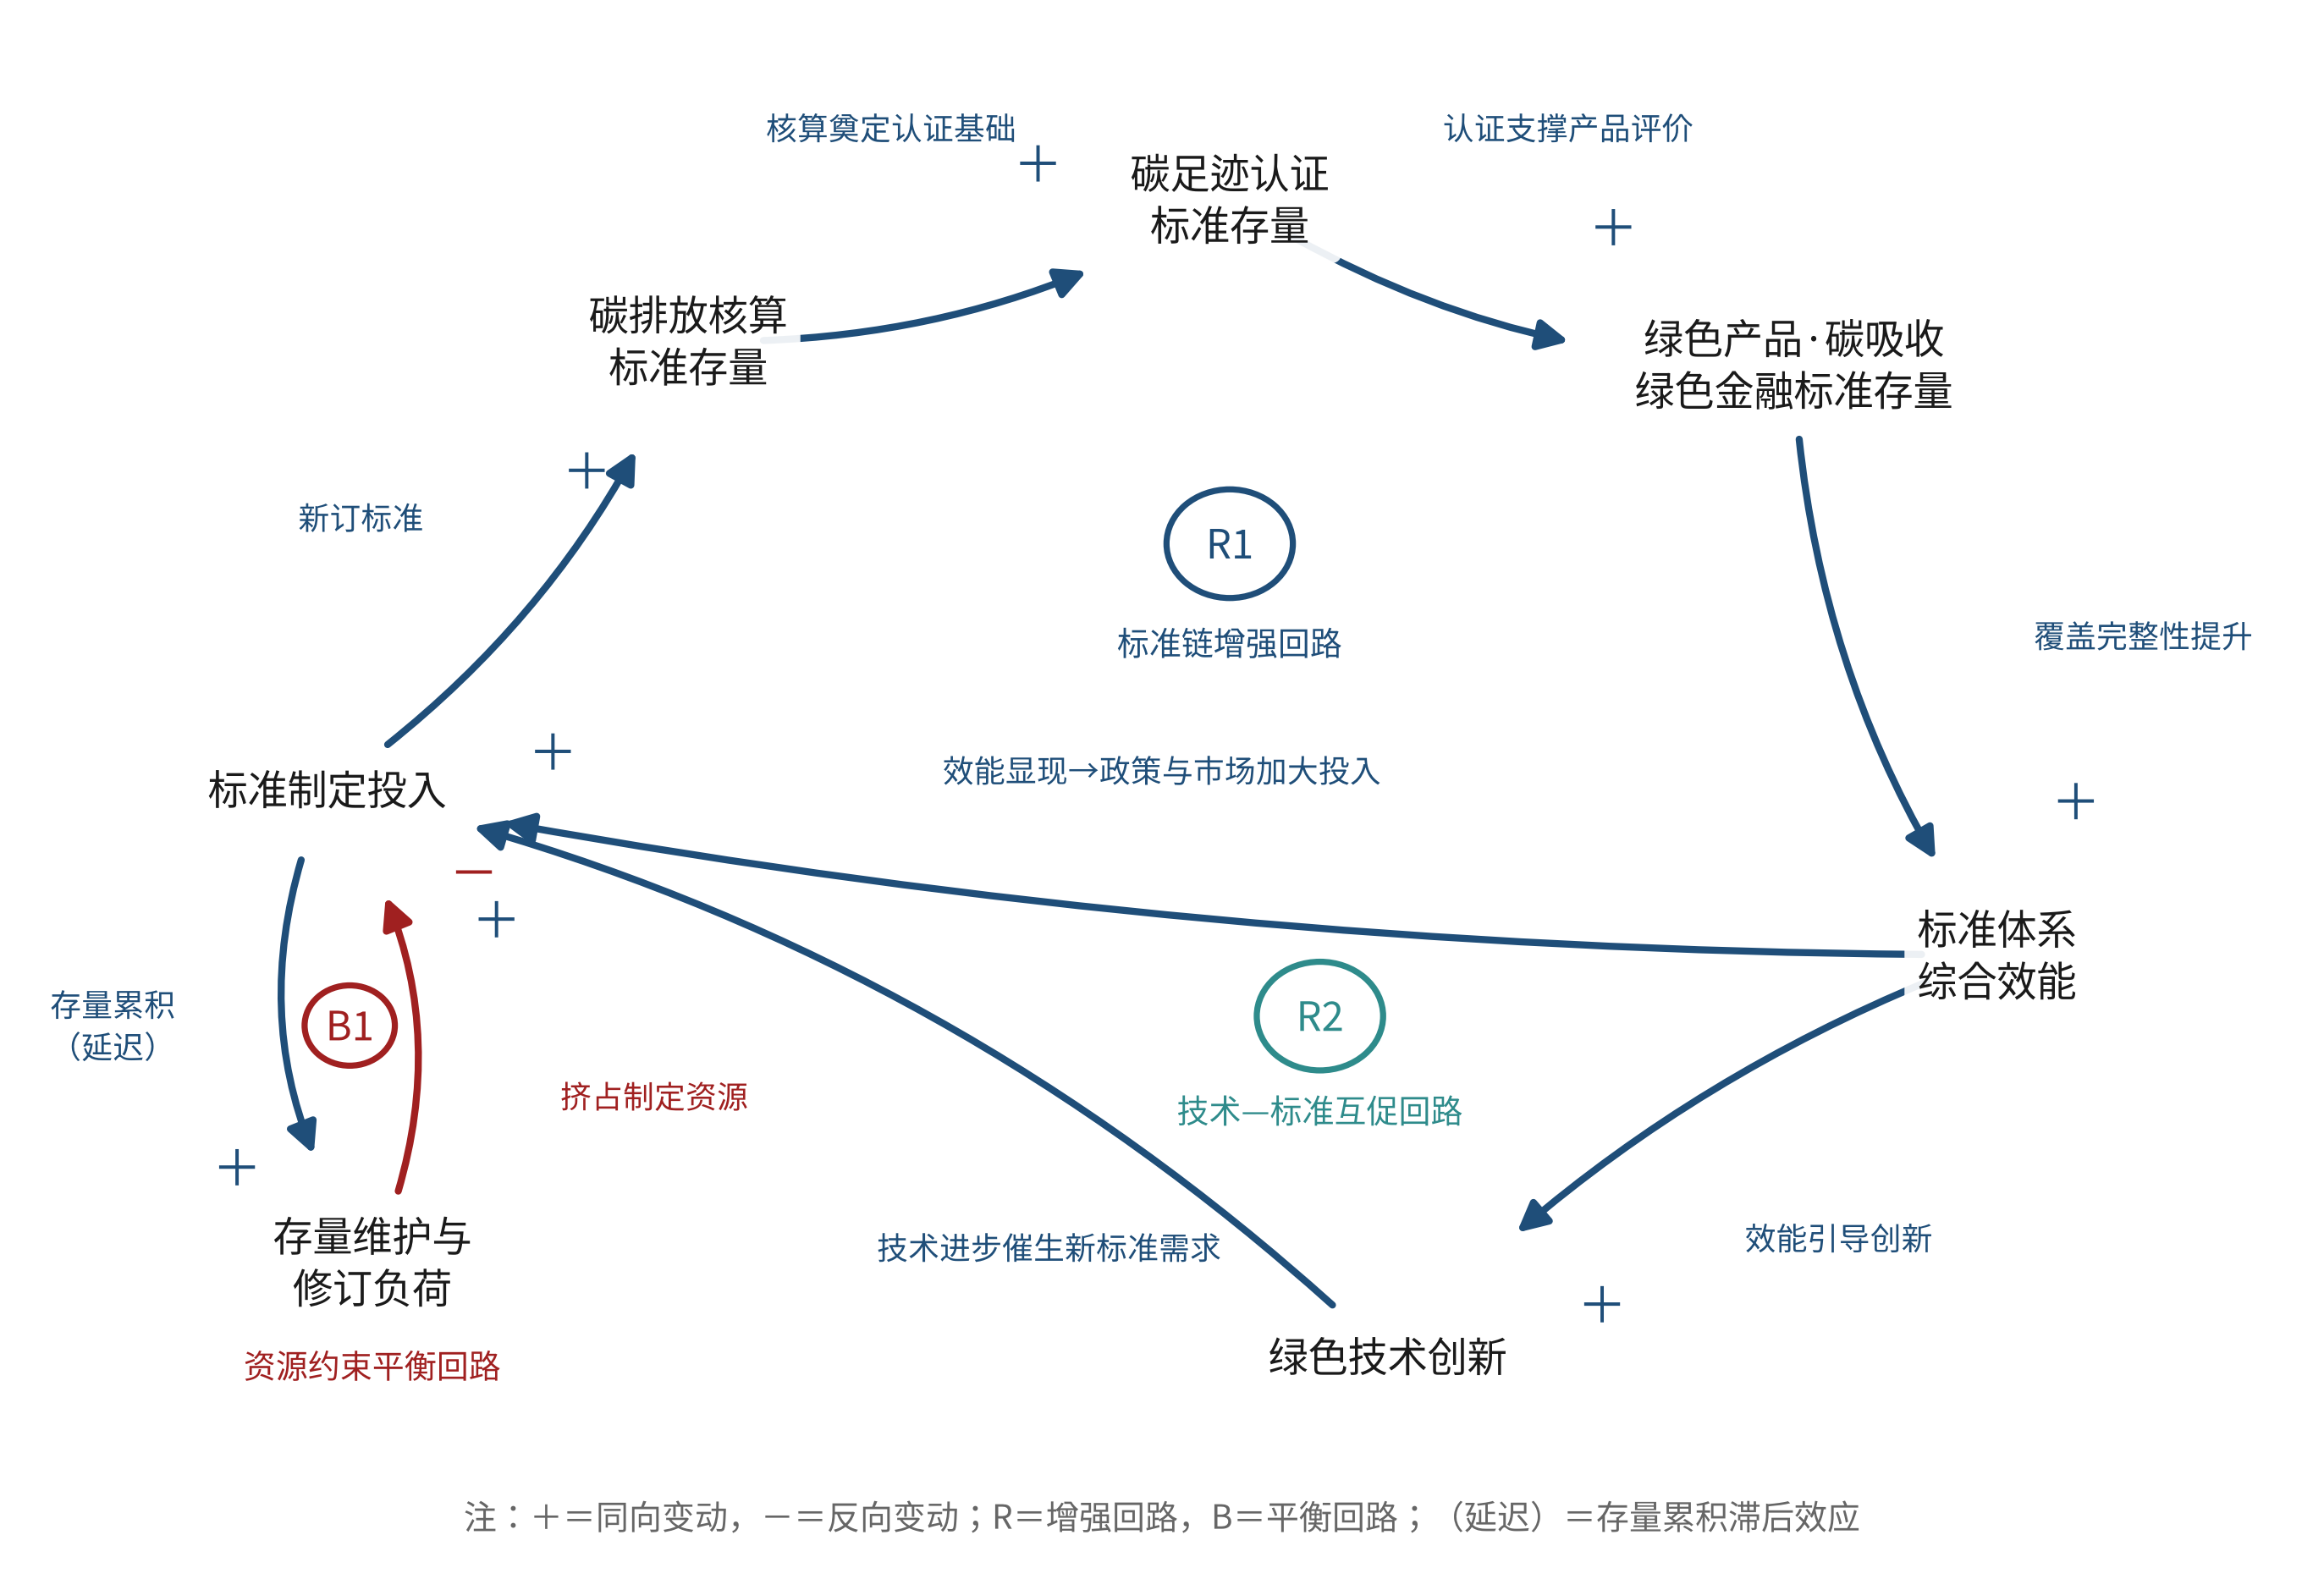 核算奠定认证基础
认证支撑产品评价
+
碳足迹认证
标准存量
+
碳排放核算
标准存量
绿色产品·碳吸收
绿色金融标准存量
+
新订标准
R1
标准链增强回路
覆盖完整性提升
+
效能显现→政策与市场加大投入
标准制定投入
+
−
+
标准体系
综合效能
存量累积
（延迟）
B1
R2
挤占制定资源
技术—标准互促回路
+
存量维护与
修订负荷
技术进步催生新标准需求
效能引导创新
+
资源约束平衡回路
绿色技术创新
注：＋＝同向变动，－＝反向变动；R＝增强回路，B＝平衡回路；（延迟）＝存量累积滞后效应